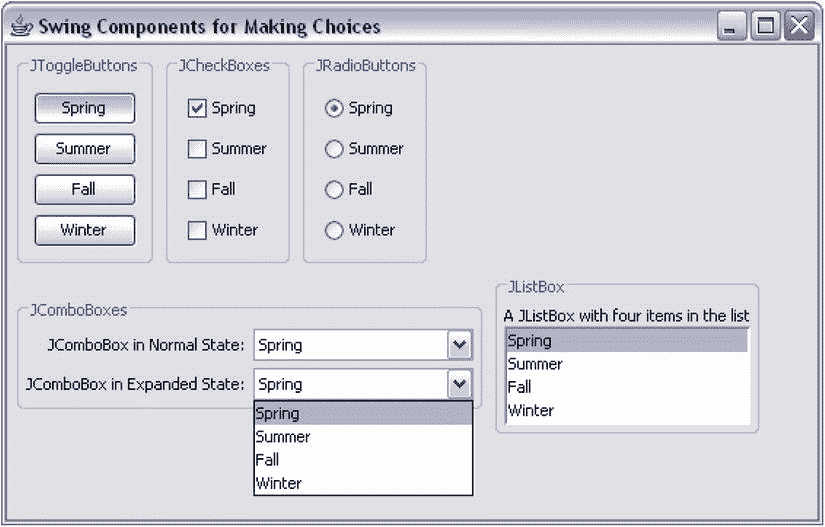 Swing Components for Making Choices
JToggleButtons
Spring
Summer
Fall
Winter
JCheckBoxes
Spring
Summer
Fall
Winter
JRadioButtons
Spring
Summer
Fall
Winter
JComboBoxes
JComboBox in Normal State: Spring
JComboBox in Expanded State: Spring
Spring
Summer
Fall
Winter
JListBox
A JListBox with four items in the list
Spring
Summer
Fall
Winter